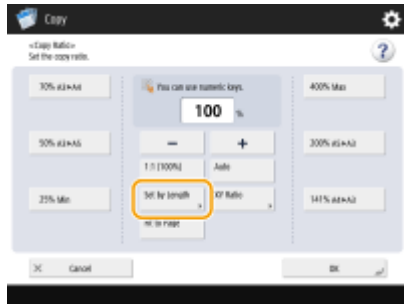 Copy
<Copy Ratio>
Set the copy ratio.
70% A3►A4
You can use numeric keys.
400% Max
100 %
50% A3►A5
-
+
200% A5►A3
1:1 (100%)
Auto
25% Min
Set by Length
XY Ratio
141% A4►A3
Fit to Page
Cancel
OK